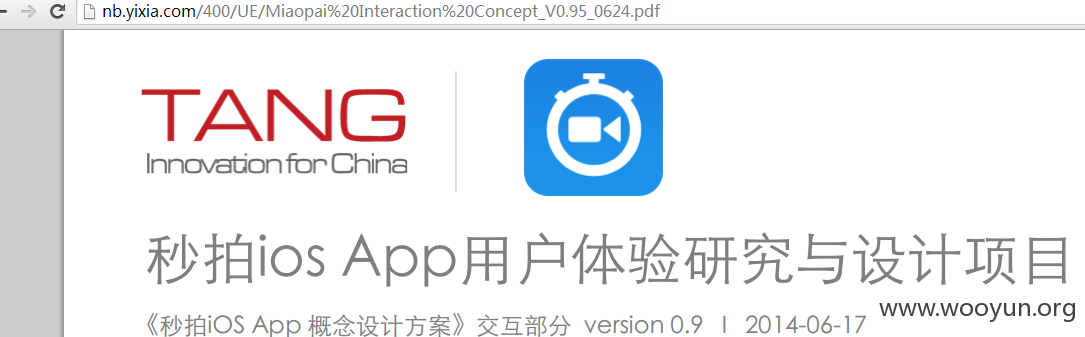 nb.yixia.com/400/UE/Miaopai%20Interaction%20Concept_V0.95_0624.pdf
TANG
Innovation for China
秒拍ios App用户体验研究与设计项目
www.wooyun.org
《秒拍iOS App 概念设计方案》交互部分 version 0.9 | 2014-06-17